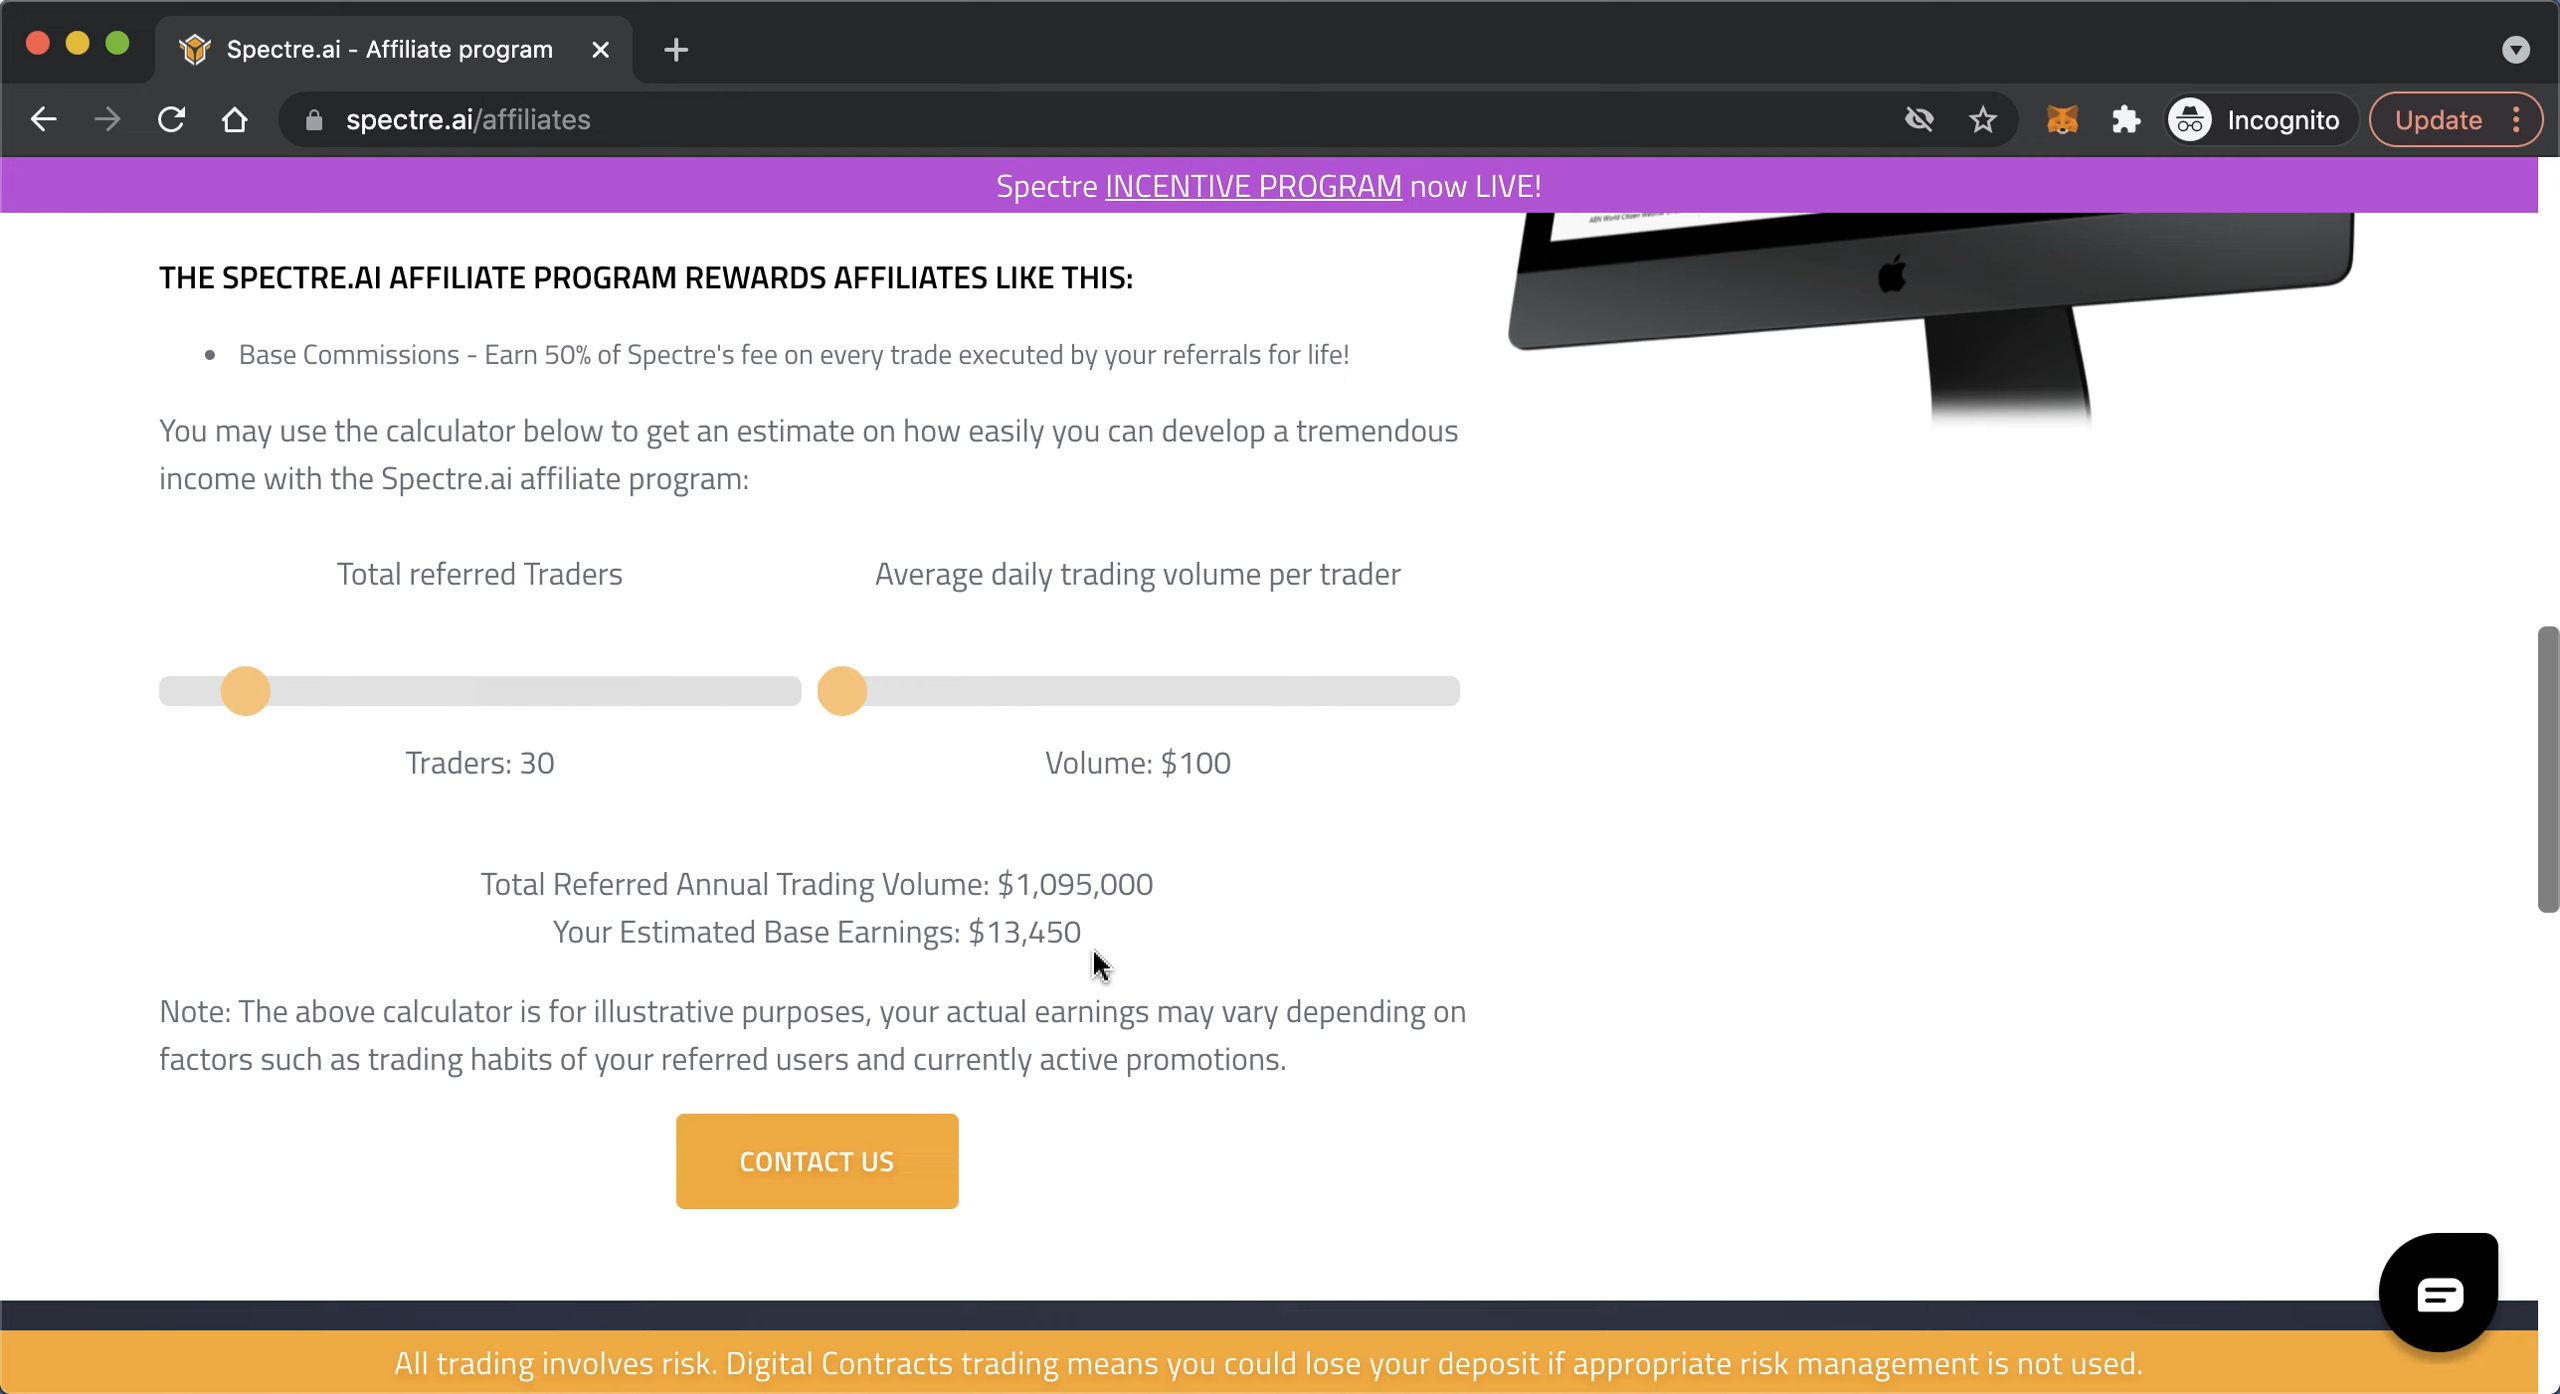 Spectre.ai - Affiliate program
spectre.ai/affiliates
Incognito
Update
Spectre INCENTIVE PROGRAM now LIVE!
THE SPECTRE.AI AFFILIATE PROGRAM REWARDS AFFILIATES LIKE THIS:
• Base Commissions - Earn 50% of Spectre's fee on every trade executed by your referrals for life!
You may use the calculator below to get an estimate on how easily you can develop a tremendous
income with the Spectre.ai affiliate program:
Total referred Traders
Average daily trading volume per trader
Traders: 30
Volume: $100
Total Referred Annual Trading Volume: $1,095,000
Your Estimated Base Earnings: $13,450
Note: The above calculator is for illustrative purposes, your actual earnings may vary depending on
factors such as trading habits of your referred users and currently active promotions.
CONTACT US
All trading involves risk. Digital Contracts trading means you could lose your deposit if appropriate risk management is not used.